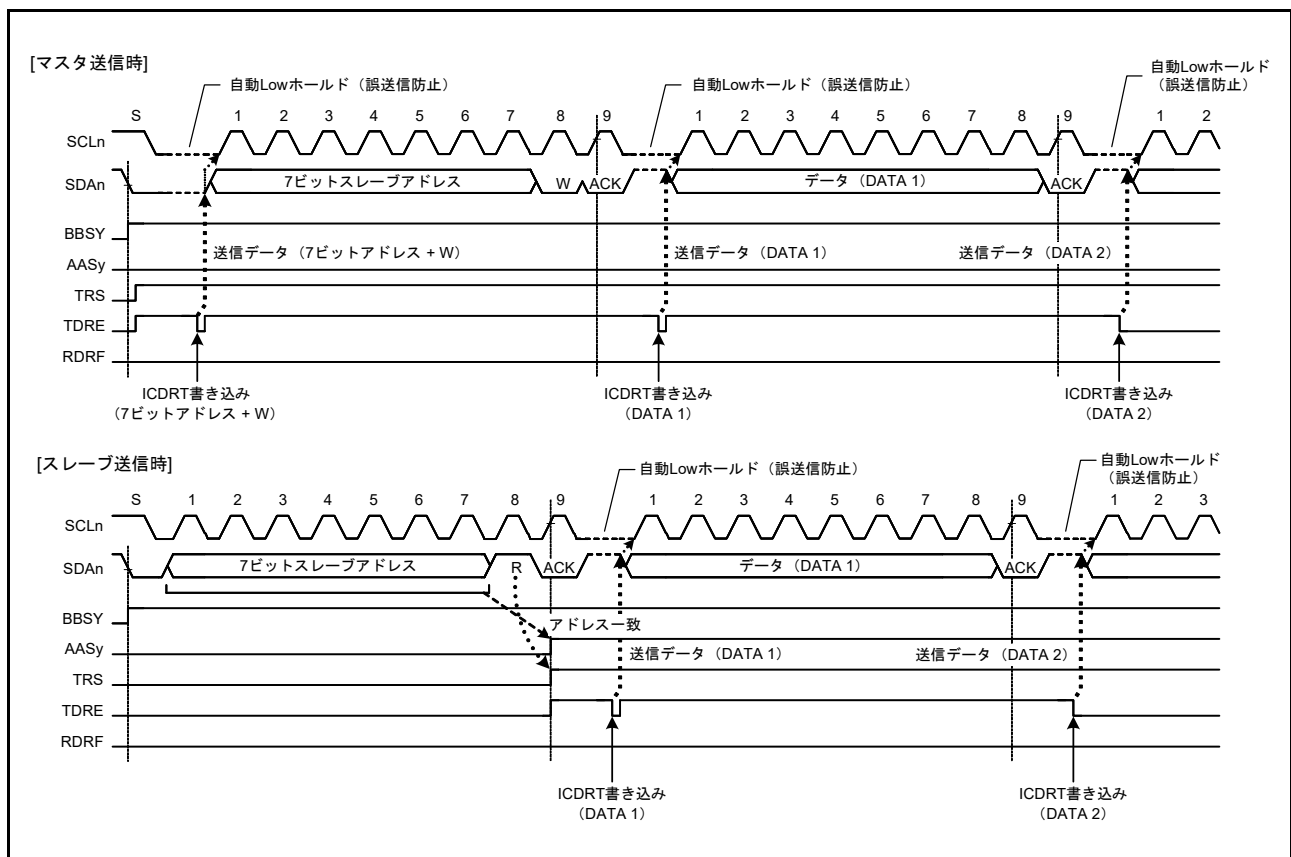 [マスタ送信時]
自動Lowホールド（誤送信防止）
自動Lowホールド（誤送信防止）
自動Lowホールド
（誤送信防止）
S 1 2 3 4 5 6 7 8 9 1 2 3 4 5 6 7 8 9 1 2
SCLn
SDAn 7ビットスレーブアドレス W ACK データ（DATA 1） ACK
BBSY
送信データ（7ビットアドレス + W） 送信データ（DATA 1） 送信データ（DATA 2）
AASy
TRS
TDRE
RDRF
ICDRT書き込み
（7ビットアドレス + W）
ICDRT書き込み
（DATA 1）
ICDRT書き込み
（DATA 2）
[スレーブ送信時]
自動Lowホールド（誤送信防止）
自動Lowホールド
（誤送信防止）
S 1 2 3 4 5 6 7 8 9 1 2 3 4 5 6 7 8 9 1 2 3
SCLn
SDAn 7ビットスレーブアドレス R ACK データ（DATA 1） ACK
BBSY
アドレス一致
AASy
送信データ（DATA 1） 送信データ（DATA 2）
TRS
TDRE
RDRF
ICDRT書き込み
（DATA 1）
ICDRT書き込み
（DATA 2）